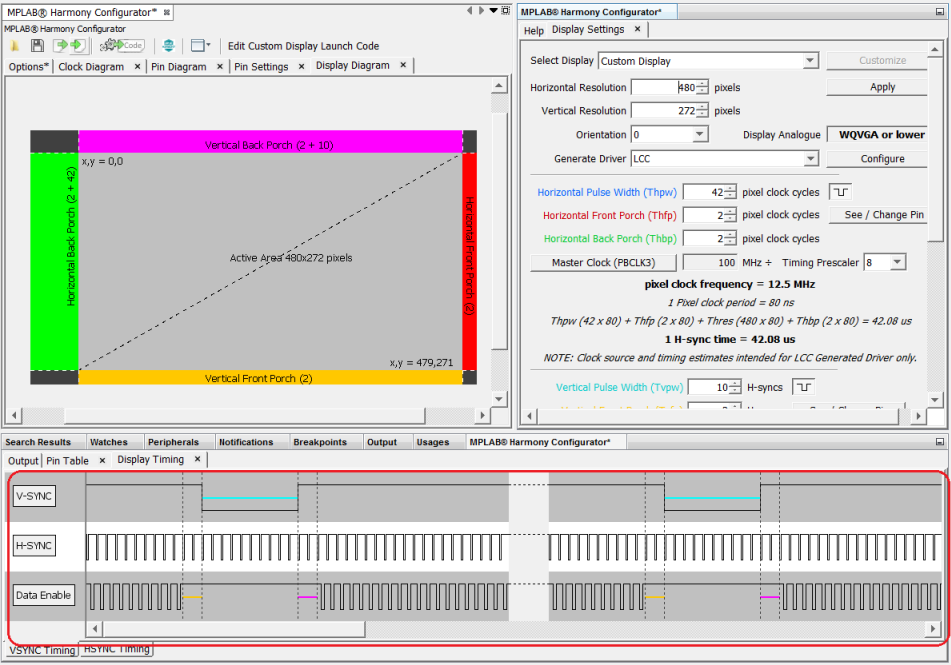 MPLAB® Harmony Configurator*
MPLAB® Harmony Configurator
Code
Edit Custom Display Launch Code
Options*
Clock Diagram
Pin Diagram
Pin Settings
Display Diagram
Vertical Back Porch (2 + 10)
x,y = 0,0
Horizontal Back Porch (2 + 42)
Active Area 480x272 pixels
Horizontal Front Porch (2)
x,y = 479,271
Vertical Front Porch (2)
MPLAB® Harmony Configurator*
Help
Display Settings
Select Display Custom Display Customize
Horizontal Resolution 480 pixels Apply
Vertical Resolution 272 pixels
Orientation 0 Display Analogue WQVGA or lower
Generate Driver LCC Configure
Horizontal Pulse Width (Thpw) 42 pixel clock cycles
Horizontal Front Porch (Thfp) 2 pixel clock cycles See / Change Pin
Horizontal Back Porch (Thbp) 2 pixel clock cycles
Master Clock (PBCLK3) 100 MHz ÷ Timing Prescaler 8
pixel clock frequency = 12.5 MHz
1 Pixel clock period = 80 ns
Thpw (42 x 80) + Thfp (2 x 80) + Thres (480 x 80) + Thbp (2 x 80) = 42.08 us
1 H-sync time = 42.08 us
NOTE: Clock source and timing estimates intended for LCC Generated Driver only.
Vertical Pulse Width (Tvpw) 10 H-syncs
Search Results
Watches
Peripherals
Notifications
Breakpoints
Output
Usages
MPLAB® Harmony Configurator*
Output
Pin Table
Display Timing
V-SYNC
H-SYNC
Data Enable
VSYNC Timing
HSYNC Timing